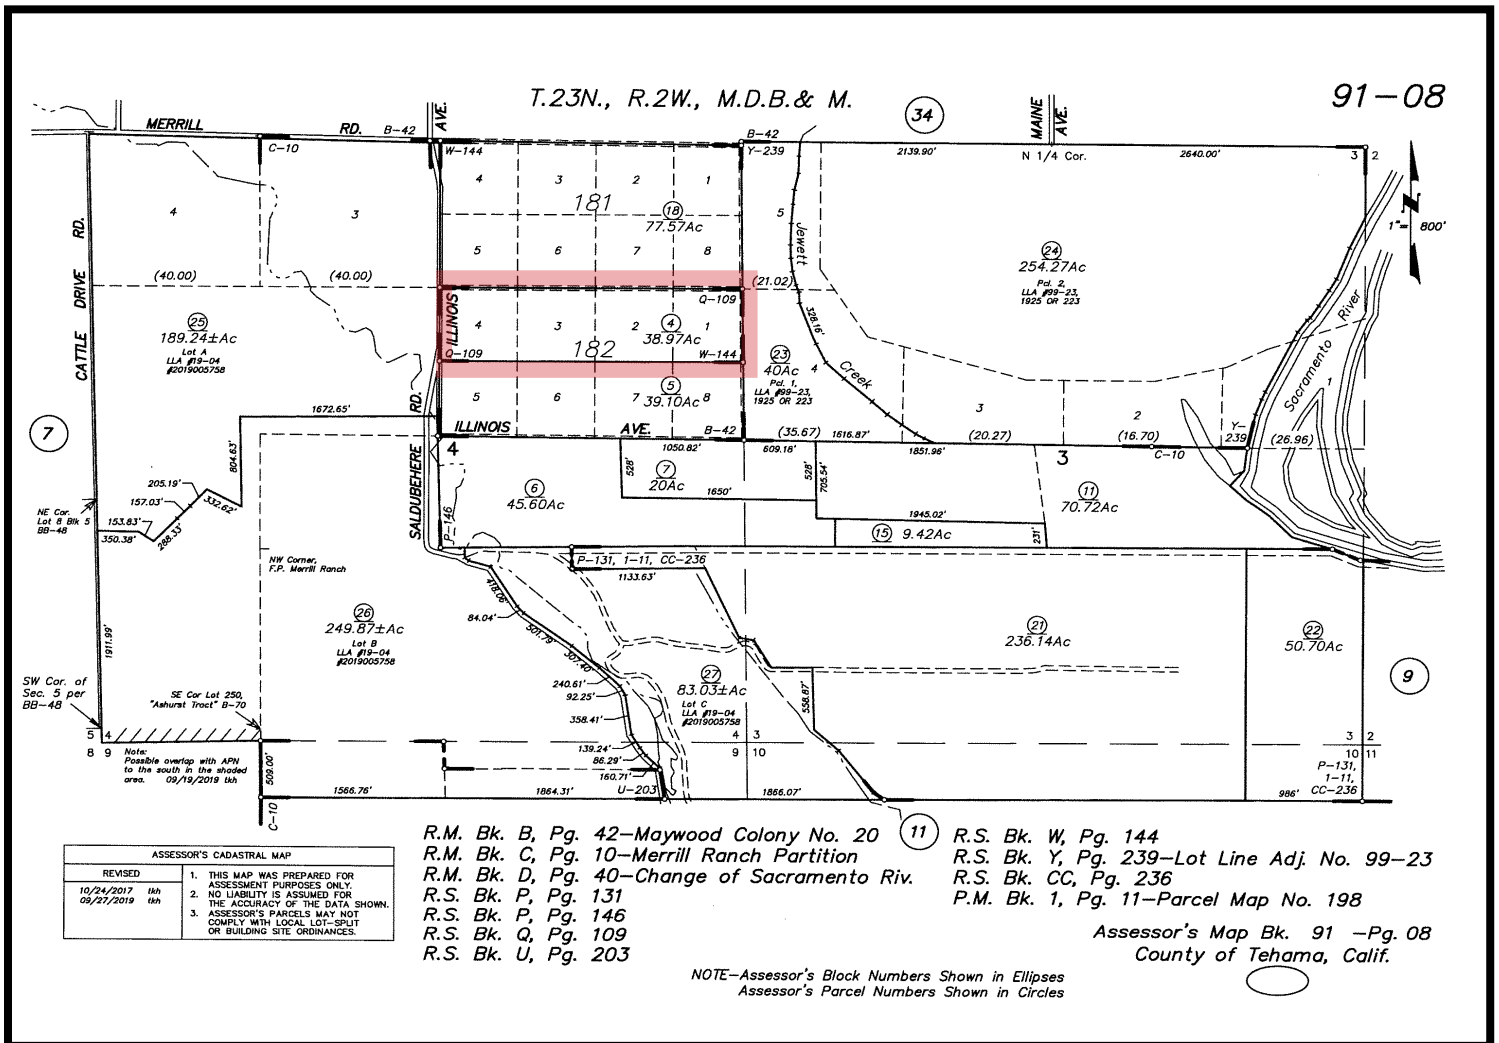 T.23N., R.2W., M.D.B.& M.
34
91-08
MERRILL RD. B-42
AVE.
C-10
W-144
B-42
Y-239
2139.90'
MAINE AVE.
N 1/4 Cor.
2640.00'
3 2
N
1"= 800'
4
3
4 3 2 1
181
18
77.57Ac
5 6 7 8
5
Jewett
Creek
24
254.27Ac
Pcl. 2,
LLA #99-23,
1925 OR 223
CATTLE DRIVE RD.
(40.00)
(40.00)
(21.02)
Q-109
ILLINOIS
4 3 2 1
4
38.97Ac
182
Q-109
W-144
328.16'
25
189.24±Ac
Lot A
LLA #19-04
#2019005758
23
40Ac
Pcl. 1,
LLA #99-23,
1925 OR 223
4
3
2
1
Sacramento River
5 6 7 8
5
39.10Ac
1672.65'
7
804.63'
SALDUBEHERE RD.
ILLINOIS AVE.
B-42
4
1050.82'
609.18'
(35.67)
1616.87'
1851.96'
(20.27)
3
(16.70)
C-10
Y-239
(26.96)
528'
7
20Ac
1650'
528'
705.54'
6
45.60Ac
11
70.72Ac
1945.02'
15 9.42Ac
231'
205.19'
157.03'
332.62'
153.83'
350.38'
288.33'
NE Cor.
Lot 8 Blk 5
BB-48
P-146
NW Corner,
F.P. Merrill Ranch
P-131, 1-11, CC-236
1133.63'
418.06'
84.04'
501.79'
307.40'
240.61'
92.25'
358.41'
139.24'
86.29'
160.71'
26
249.87±Ac
Lot B
LLA #19-04
#2019005758
1911.99'
21
236.14Ac
22
50.70Ac
9
27
83.03±Ac
Lot C
LLA #19-04
#2019005758
558.87'
SW Cor. of
Sec. 5 per
BB-48
SE Cor Lot 250,
"Ashurst Tract" B-70
5 4
8 9
4 3
9 10
3 2
10 11
Note:
Possible overlap with APN
to the south in the shaded
area. 09/19/2019 tkh
509.00'
C-10
P-131,
1-11,
CC-236
1566.76'
1864.31'
U-203
1866.07'
986'
11
ASSESSOR'S CADASTRAL MAP
REVISED
10/24/2017 tkh
09/27/2019 tkh
1. THIS MAP WAS PREPARED FOR
ASSESSMENT PURPOSES ONLY.
2. NO LIABILITY IS ASSUMED FOR
THE ACCURACY OF THE DATA SHOWN.
3. ASSESSOR'S PARCELS MAY NOT
COMPLY WITH LOCAL LOT-SPLIT
OR BUILDING SITE ORDINANCES.
R.M. Bk. B, Pg. 42-Maywood Colony No. 20
R.M. Bk. C, Pg. 10-Merrill Ranch Partition
R.M. Bk. D, Pg. 40-Change of Sacramento Riv.
R.S. Bk. P, Pg. 131
R.S. Bk. P, Pg. 146
R.S. Bk. Q, Pg. 109
R.S. Bk. U, Pg. 203
R.S. Bk. W, Pg. 144
R.S. Bk. Y, Pg. 239-Lot Line Adj. No. 99-23
R.S. Bk. CC, Pg. 236
P.M. Bk. 1, Pg. 11-Parcel Map No. 198
Assessor's Map Bk. 91 -Pg. 08
County of Tehama, Calif.
NOTE-Assessor's Block Numbers Shown in Ellipses
Assessor's Parcel Numbers Shown in Circles